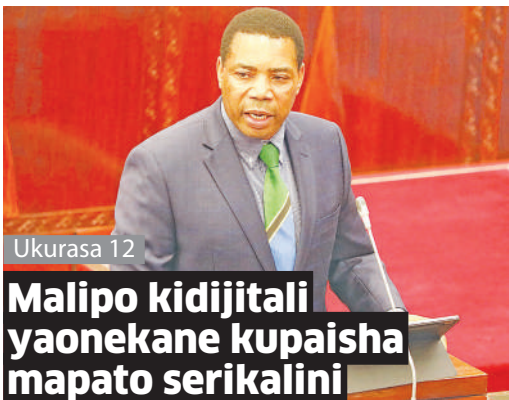 Ukurasa 12
Malipo kidijitali
yaonekane kupaisha
mapato serikalini